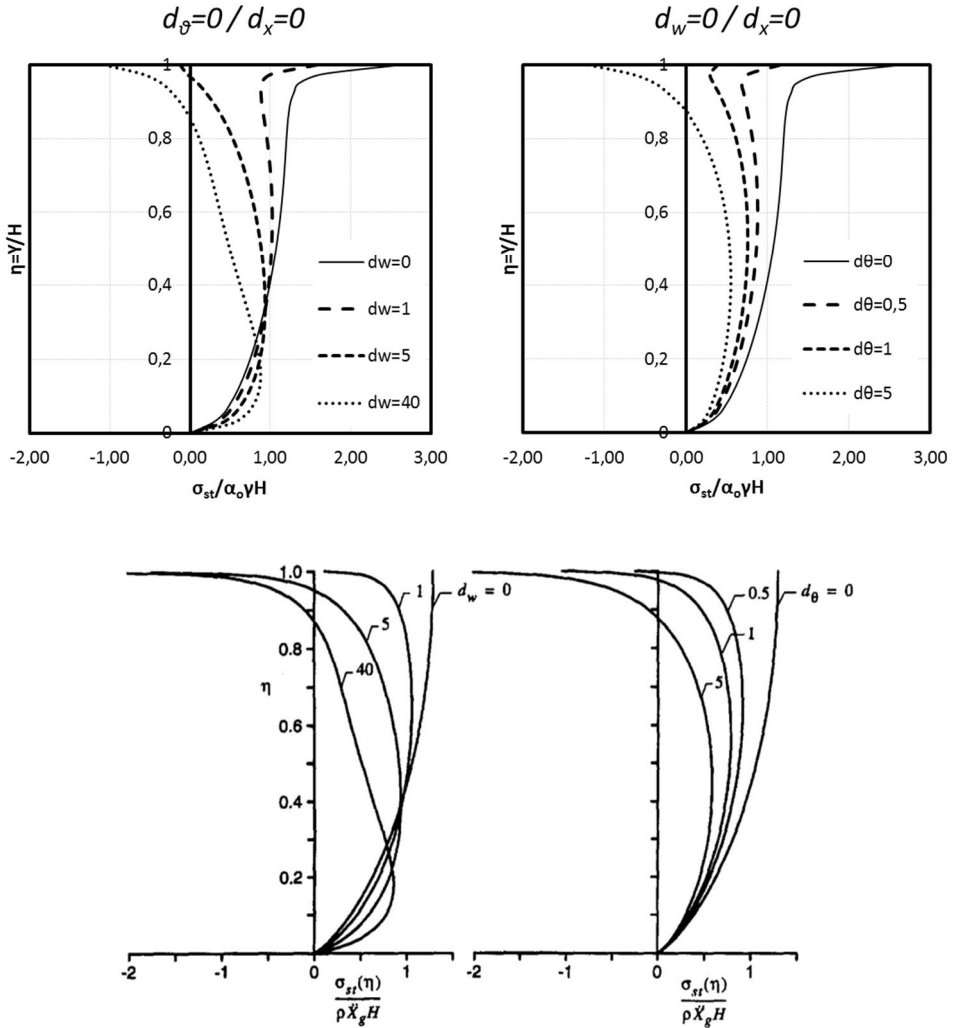 d𝜗=0 / dx=0
1
0,8
0,6
0,4
0,2
0
η=Y/H
dw=0
dw=1
dw=5
dw=40
-2,00 -1,00 0,00 1,00 2,00 3,00
σst/αoγH
dw=0 / dx=0
1
0,8
0,6
0,4
0,2
0
η=Y/H
dθ=0
dθ=0,5
dθ=1
dθ=5
-2,00 -1,00 0,00 1,00 2,00 3,00
σst/αoγH
1.0
0.8
0.6
0.4
0.2
η
1
dw = 0
5
40
-2 -1 0 1
σst(η)
ρẌgH
0.5
dθ = 0
1
5
-2 -1 0 1
σst(η)
ρẌgH